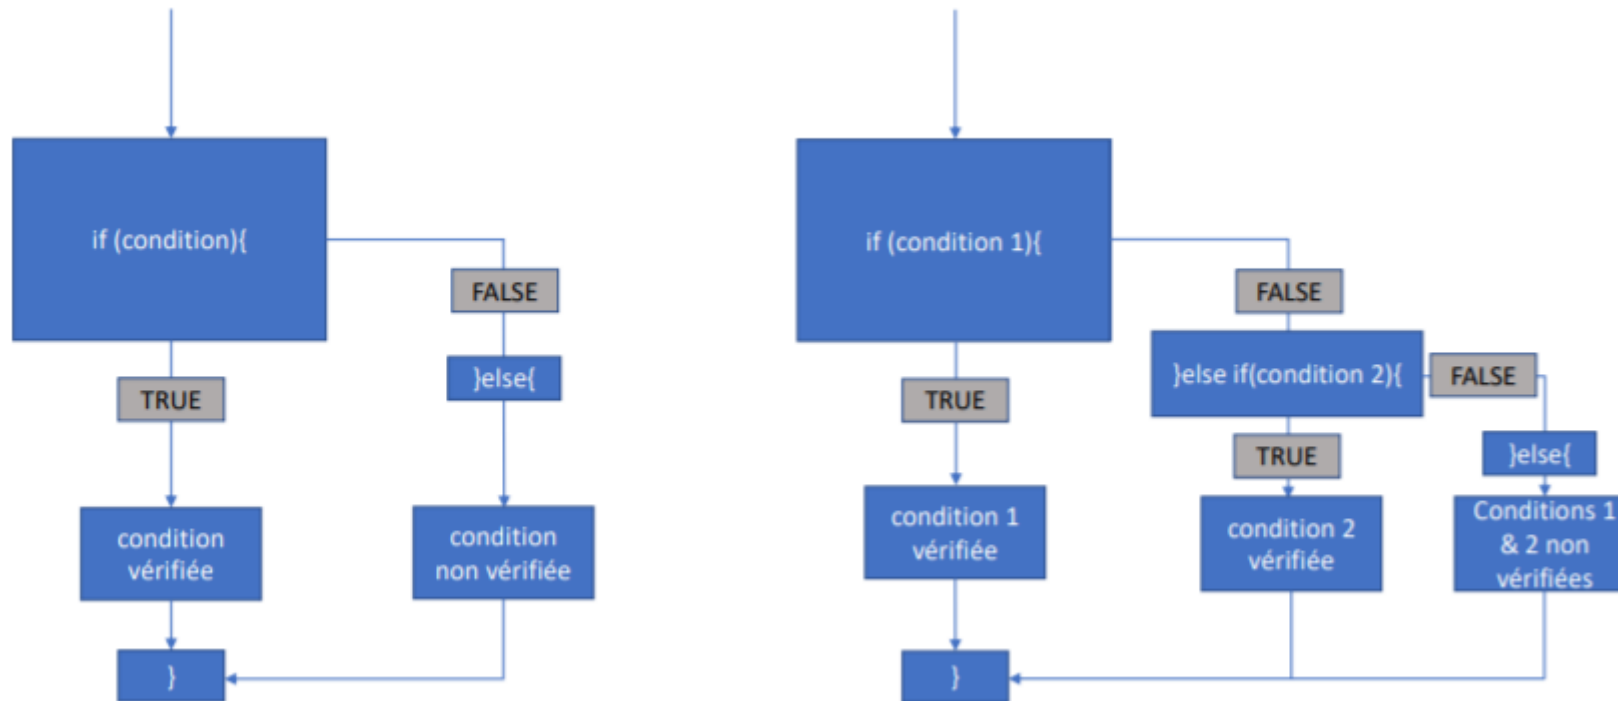 if (condition){
FALSE
}else{
TRUE
condition
vérifiée
condition
non vérifiée
}
if (condition 1){
FALSE
}else if(condition 2){
FALSE
TRUE
TRUE
}else{
condition 1
vérifiée
condition 2
vérifiée
Conditions 1
& 2 non
vérifiées
}